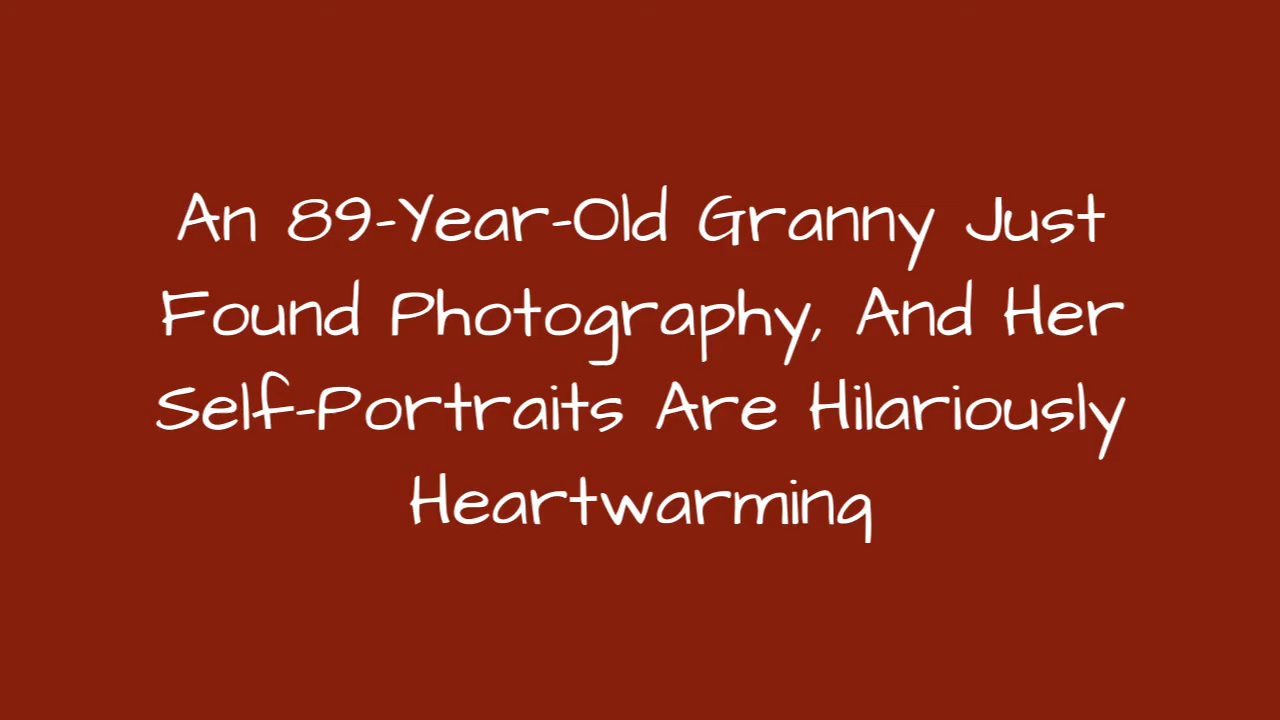 An 89-Year-Old Granny Just
Found Photography, And Her
Self-Portraits Are Hilariously
Heartwarming